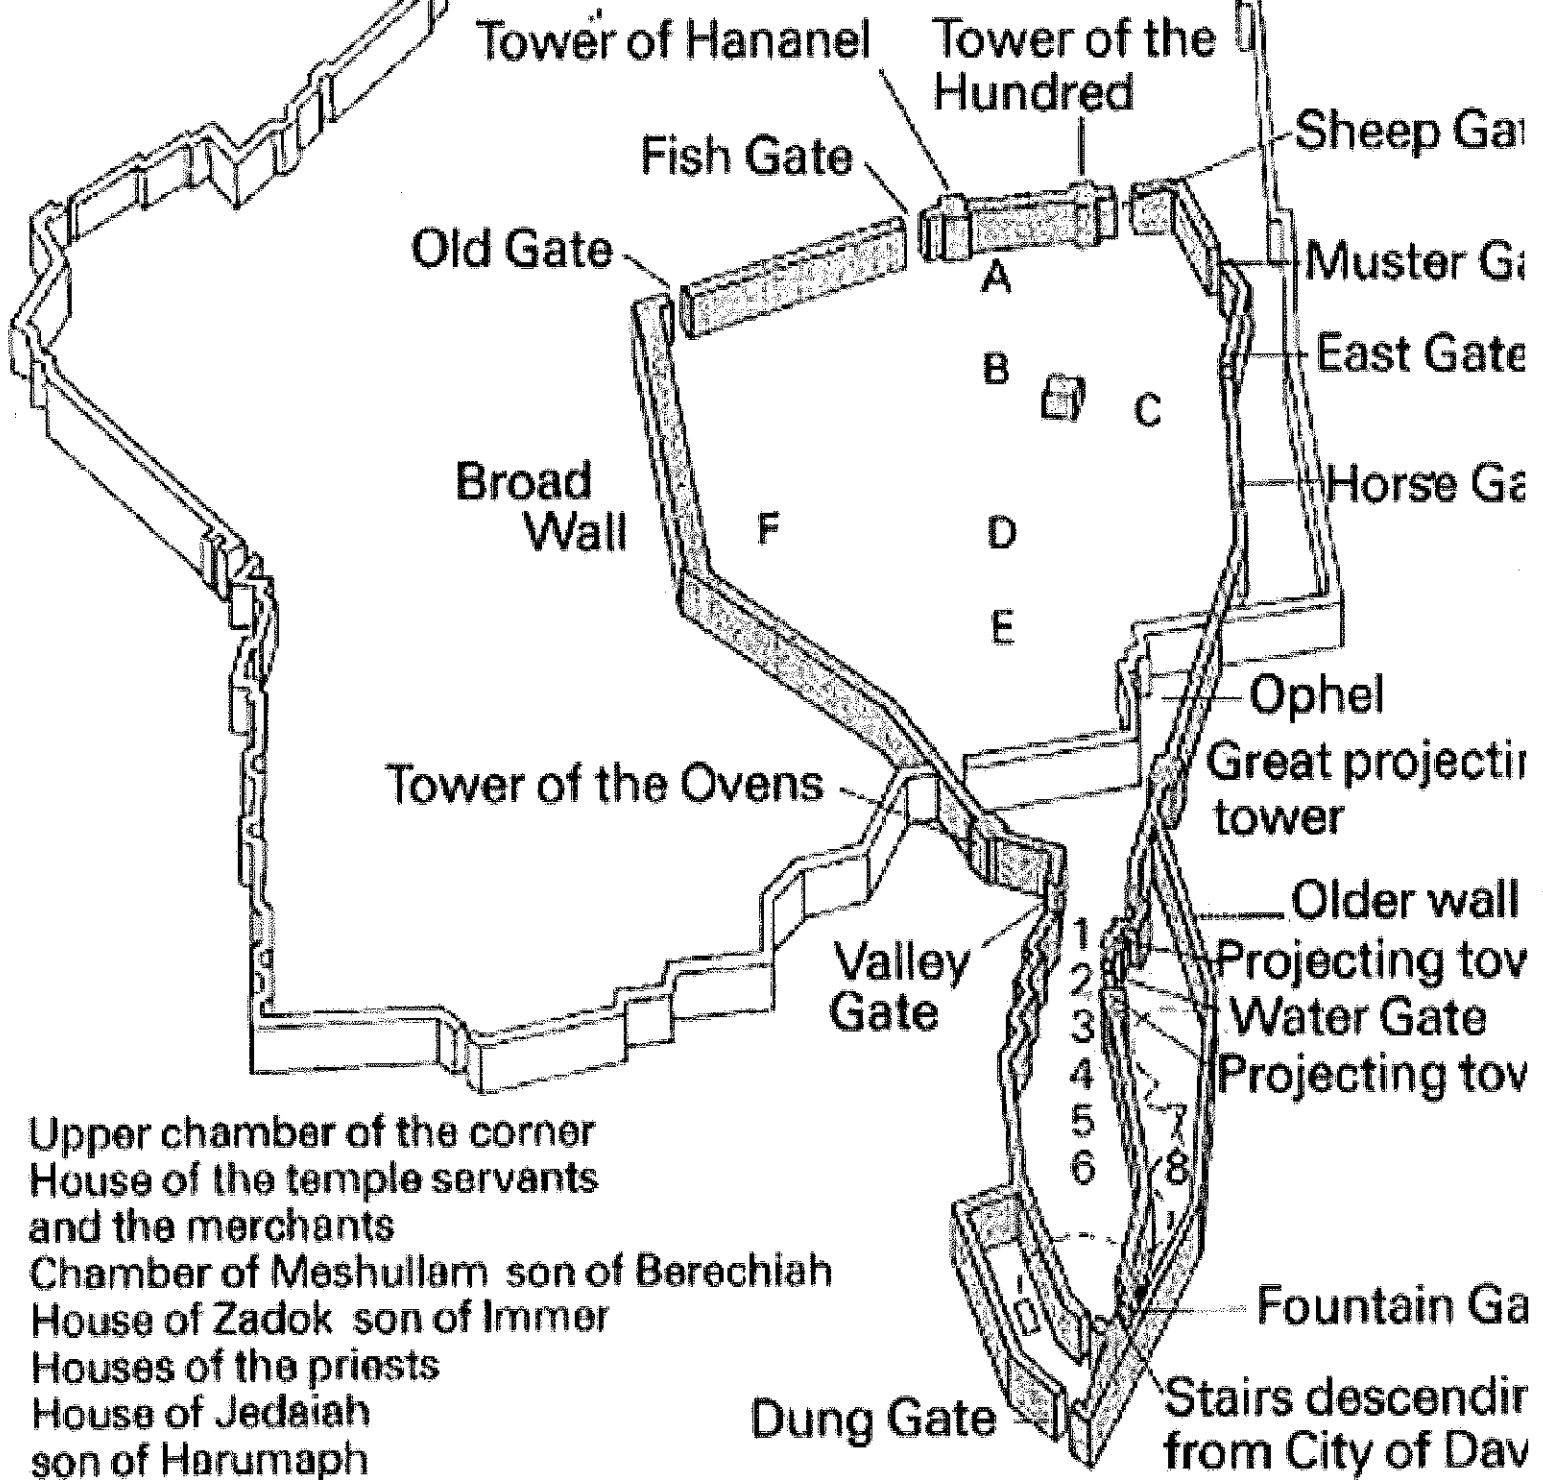 Tower of Hananel
Tower of the
Hundred
Sheep Gat
Fish Gate
Old Gate
A
Muster Ga
B
East Gate
C
Broad
Wall
Horse Ga
F
D
E
Ophel
Tower of the Ovens
Great projectin
tower
Older wall
Valley
Gate
1
2
3
4
5
6
7
8
Projecting tow
Water Gate
Projecting tow
Upper chamber of the corner
House of the temple servants
and the merchants
Chamber of Meshullam son of Berechiah
House of Zadok son of Immer
Houses of the priests
House of Jedaiah
son of Harumaph
Fountain Ga
Dung Gate
Stairs descendin
from City of Dav